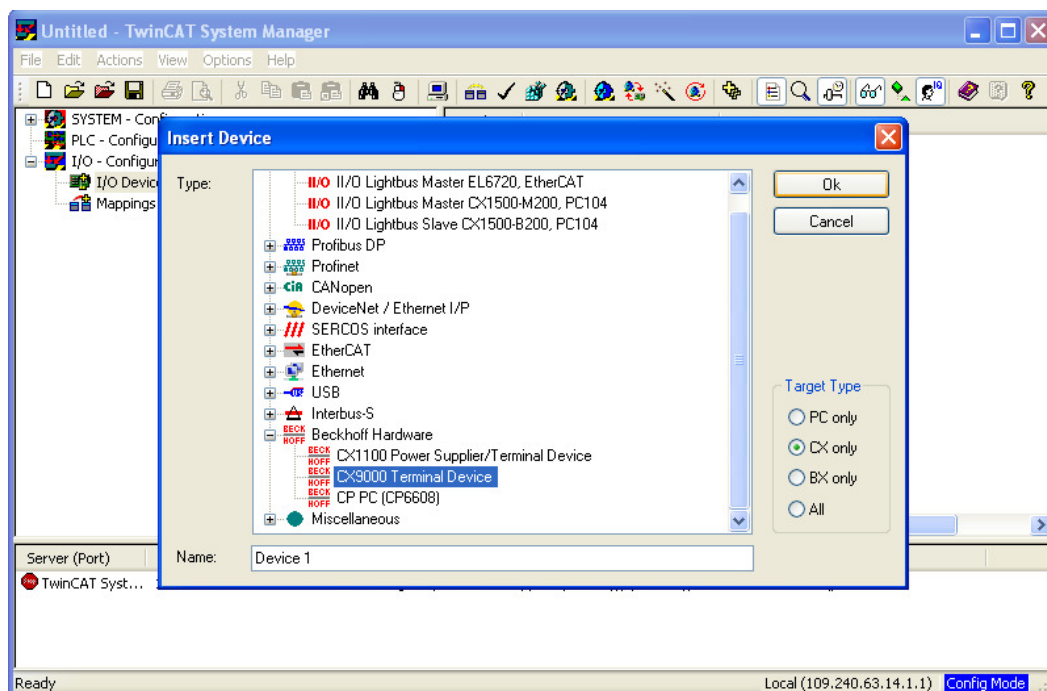 Untitled - TwinCAT System Manager
File Edit Actions View Options Help
SYSTEM -
PLC -
I/O -
I/O
Mappings
Insert Device
Type:
II/O Lightbus Master EL6720, EtherCAT
II/O Lightbus Master CX1500-M200, PC104
II/O Lightbus Slave CX1500-B200, PC104
Profibus DP
Profinet
CANopen
DeviceNet / Ethernet I/P
SERCOS interface
EtherCAT
Ethernet
USB
Interbus-S
Beckhoff Hardware
CX1100 Power Supplier/Terminal Device
CX9000 Terminal Device
CP PC (CP6608)
Miscellaneous
Ok
Cancel
Target Type
PC only
CX only
BX only
All
Name: Device 1
Server (Port)
TwinCAT Syst...
Ready Local (109.240.63.14.1.1) Config Mode